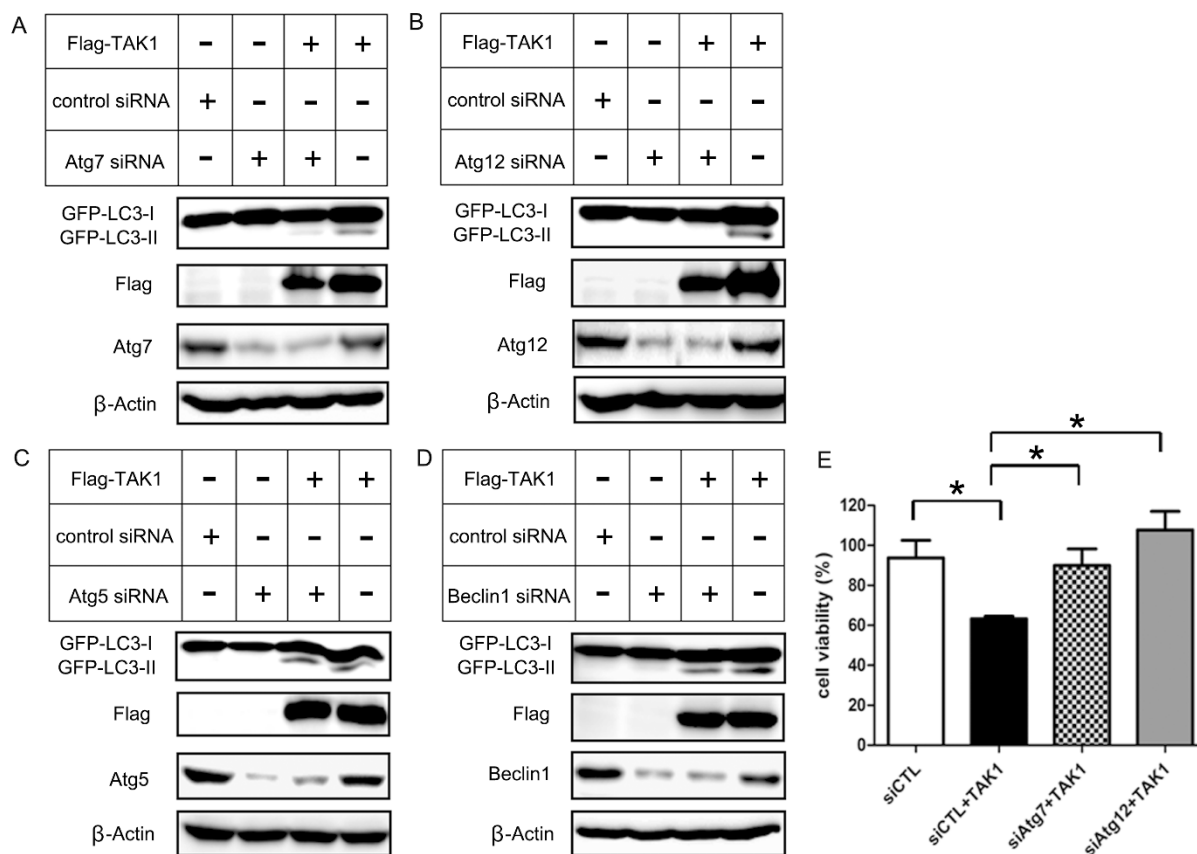 A
Flag-TAK1 - - + +
control siRNA + - - -
Atg7 siRNA - + + -
GFP-LC3-I
GFP-LC3-II
Flag
Atg7
β-Actin
B
Flag-TAK1 - - + +
control siRNA + - - -
Atg12 siRNA - + + -
GFP-LC3-I
GFP-LC3-II
Flag
Atg12
β-Actin
C
Flag-TAK1 - - + +
control siRNA + - - -
Atg5 siRNA - + + -
GFP-LC3-I
GFP-LC3-II
Flag
Atg5
β-Actin
D
Flag-TAK1 - - + +
control siRNA + - - -
Beclin1 siRNA - + + -
GFP-LC3-I
GFP-LC3-II
Flag
Beclin1
β-Actin
E
*
*
*
cell viability (%)
120
100
80
60
40
20
0
siCTL
siCTL+TAK1
siAtg7+TAK1
siAtg12+TAK1